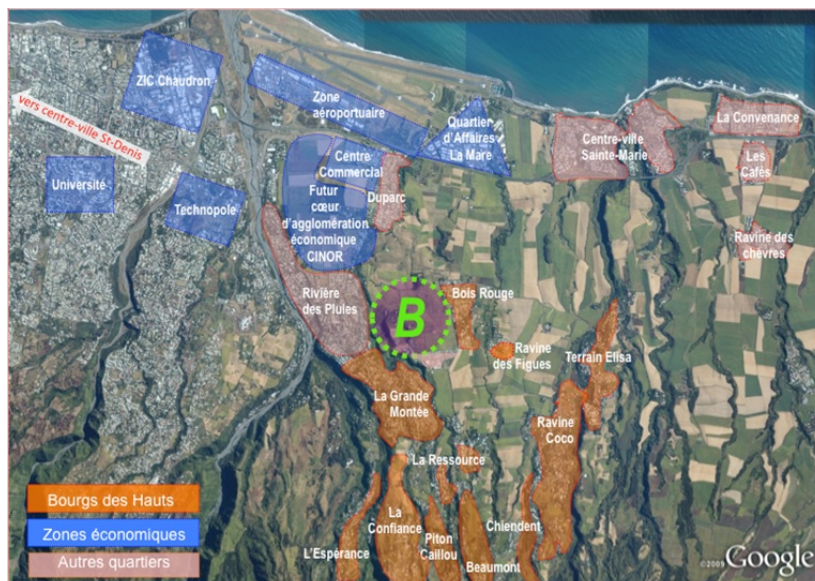 ZIC Chaudron
vers centre-ville St-Denis
Zone
aéroportuaire
Quartier
d'Affaires
La Mare
Centre-ville
Sainte-Marie
La Convenance
Les
Cafés
Ravine des
chèvres
Université
Technopole
Centre
Commercial
Futur
cœur
d'agglomération
économique
CINOR
Duparc
Rivière
des Pluies
B
Bois Rouge
Ravine
des Figues
Terrain Elisa
La Grande
Montée
Ravine
Coco
La Ressource
La
Confiance
L'Espérance
Piton
Caillou
Chiendent
Beaumont
Bourgs des Hauts
Zones économiques
Autres quartiers
©2009 Google